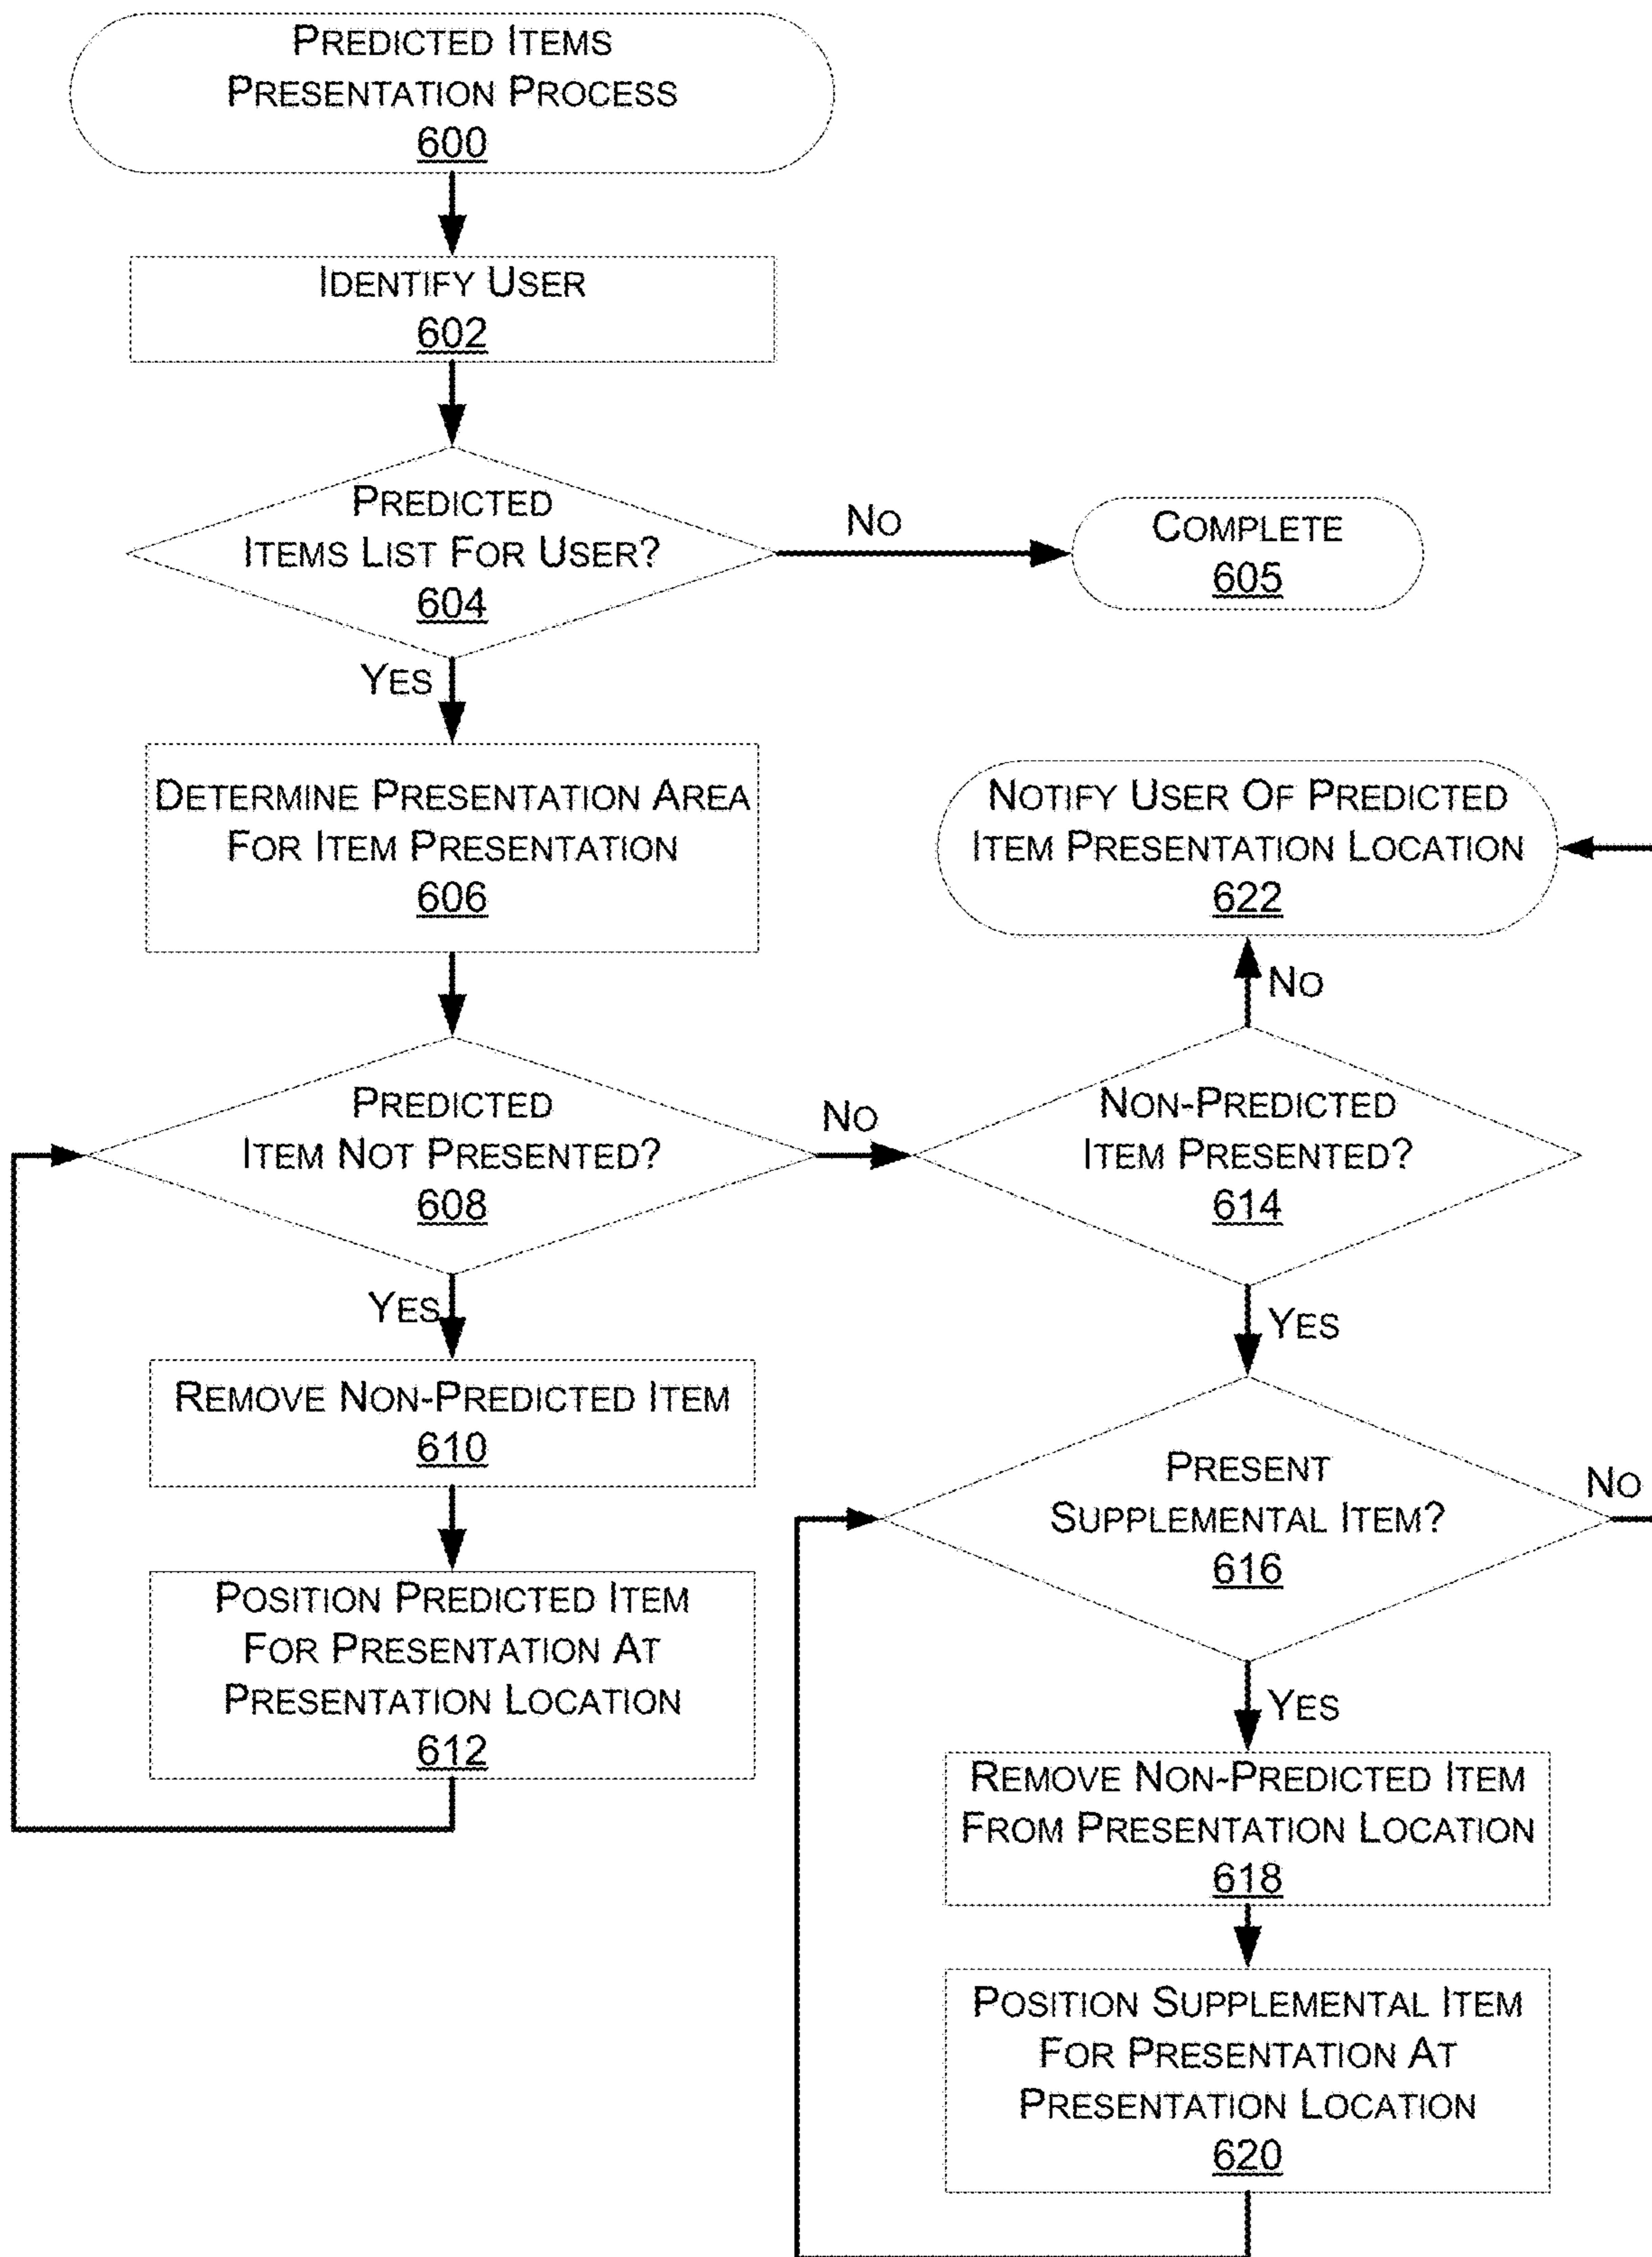 PREDICTED ITEMS
PRESENTATION PROCESS
600
IDENTIFY USER
602
PREDICTED
ITEMS LIST FOR USER?
604
NO
COMPLETE
605
YES
DETERMINE PRESENTATION AREA
FOR ITEM PRESENTATION
606
NOTIFY USER OF PREDICTED
ITEM PRESENTATION LOCATION
622
NO
PREDICTED
ITEM NOT PRESENTED?
608
NO
NON-PREDICTED
ITEM PRESENTED?
614
YES
REMOVE NON-PREDICTED ITEM
610
POSITION PREDICTED ITEM
FOR PRESENTATION AT
PRESENTATION LOCATION
612
YES
PRESENT
SUPPLEMENTAL ITEM?
616
NO
YES
REMOVE NON-PREDICTED ITEM
FROM PRESENTATION LOCATION
618
POSITION SUPPLEMENTAL ITEM
FOR PRESENTATION AT
PRESENTATION LOCATION
620